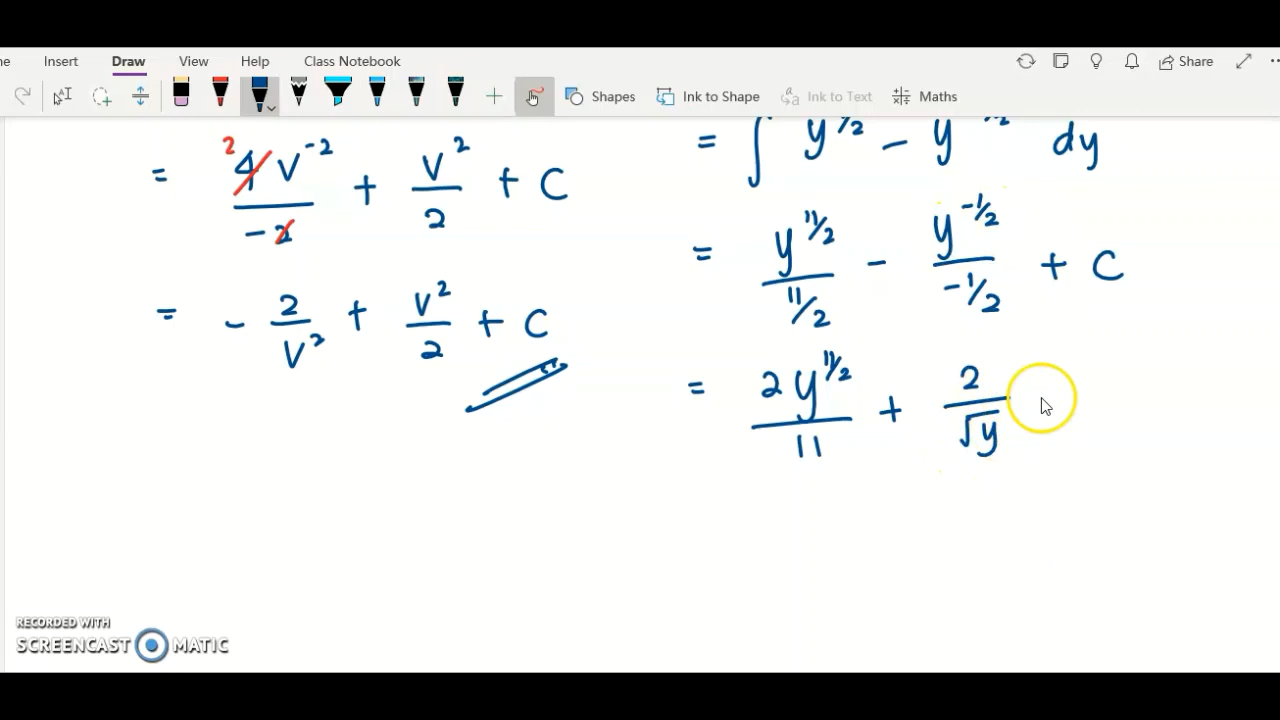 Insert Draw View Help Class Notebook Share
Shapes Ink to Shape Ink to Text Maths
= 2 4 v^-2 / -2 + v^2 / 2 + C
= - 2 / v^2 + v^2 / 2 + C
= ∫ y - y dy
= y^11/2 / 11/2 - y^-1/2 / -1/2 + C
= 2y^11/2 / 11 + 2 / √y
RECORDED WITH
SCREENCAST MATIC